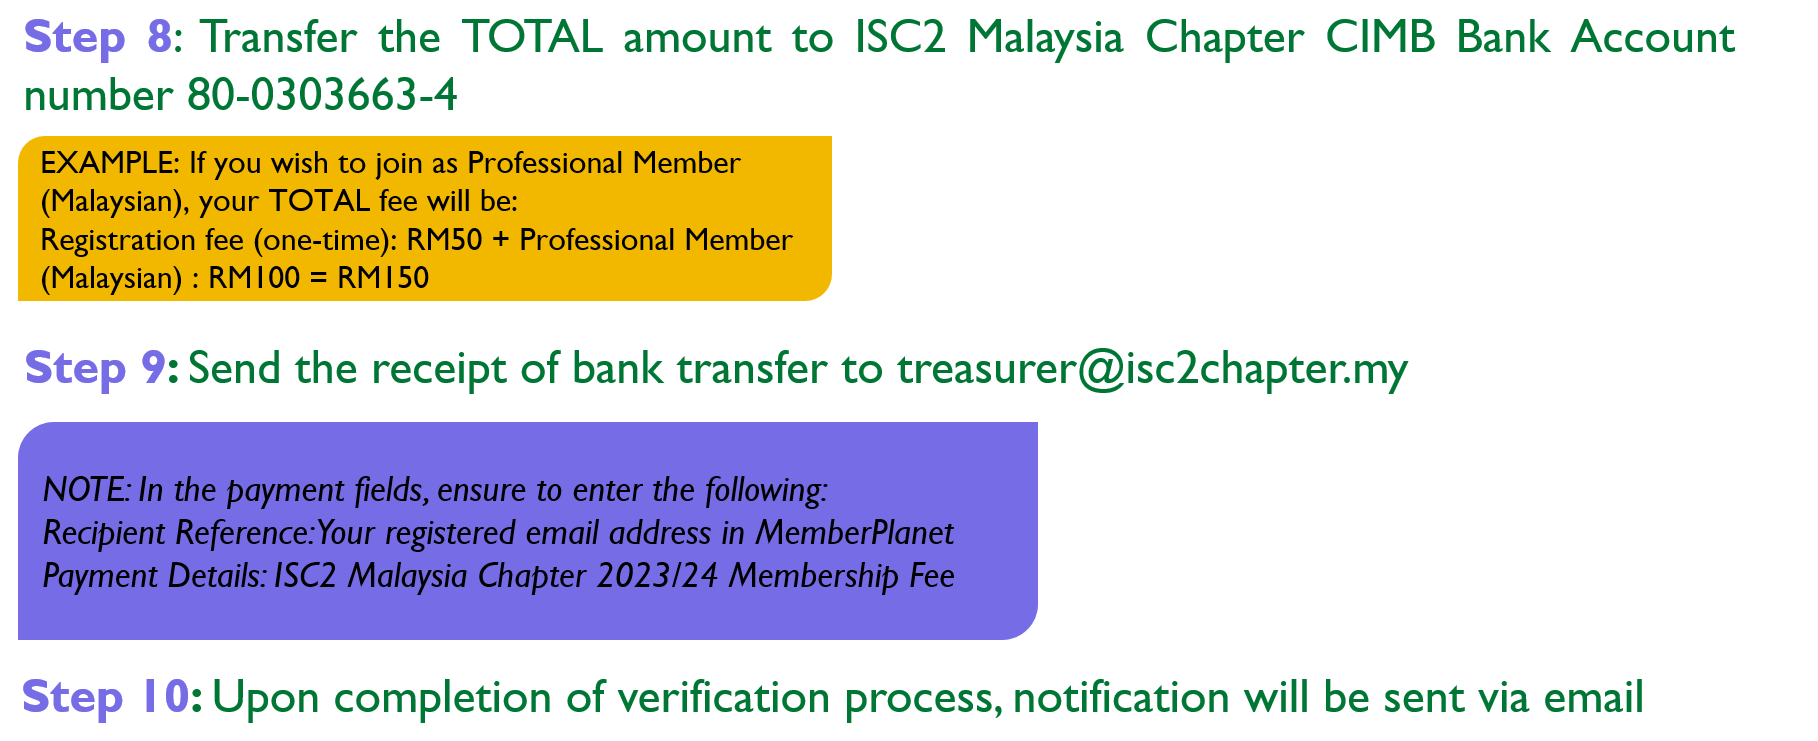 Step 8: Transfer the TOTAL amount to ISC2 Malaysia Chapter CIMB Bank Account
number 80-0303663-4
EXAMPLE: If you wish to join as Professional Member
(Malaysian), your TOTAL fee will be:
Registration fee (one-time): RM50 + Professional Member
(Malaysian) : RM100 = RM150
Step 9: Send the receipt of bank transfer to treasurer@isc2chapter.my
NOTE: In the payment fields, ensure to enter the following:
Recipient Reference: Your registered email address in MemberPlanet
Payment Details: ISC2 Malaysia Chapter 2023/24 Membership Fee
Step 10: Upon completion of verification process, notification will be sent via email